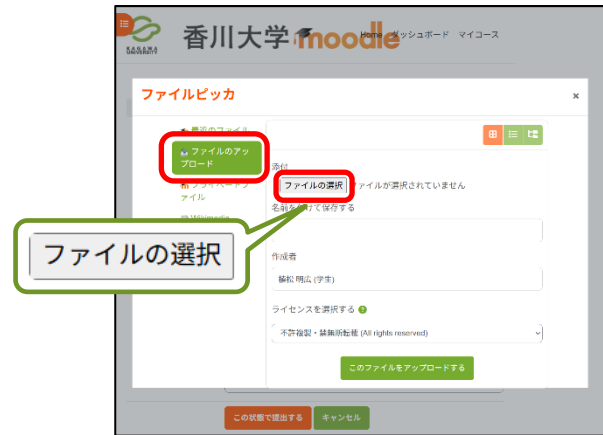 KAGAWA
UNIVERSITY
香川大学 moodle
Home ダッシュボード マイコース
ファイルピッカ
×
最近のファイル
ファイルのアッ
プロード
プライベートフ
ァイル
Wikimedia
添付
ファイルの選択 ファイルが選択されていません
名前を付けて保存する
ファイルの選択
作成者
植松 明広 (学生)
ライセンスを選択する
不許複製・禁無断転載 (All rights reserved)
このファイルをアップロードする
この状態で提出する キャンセル